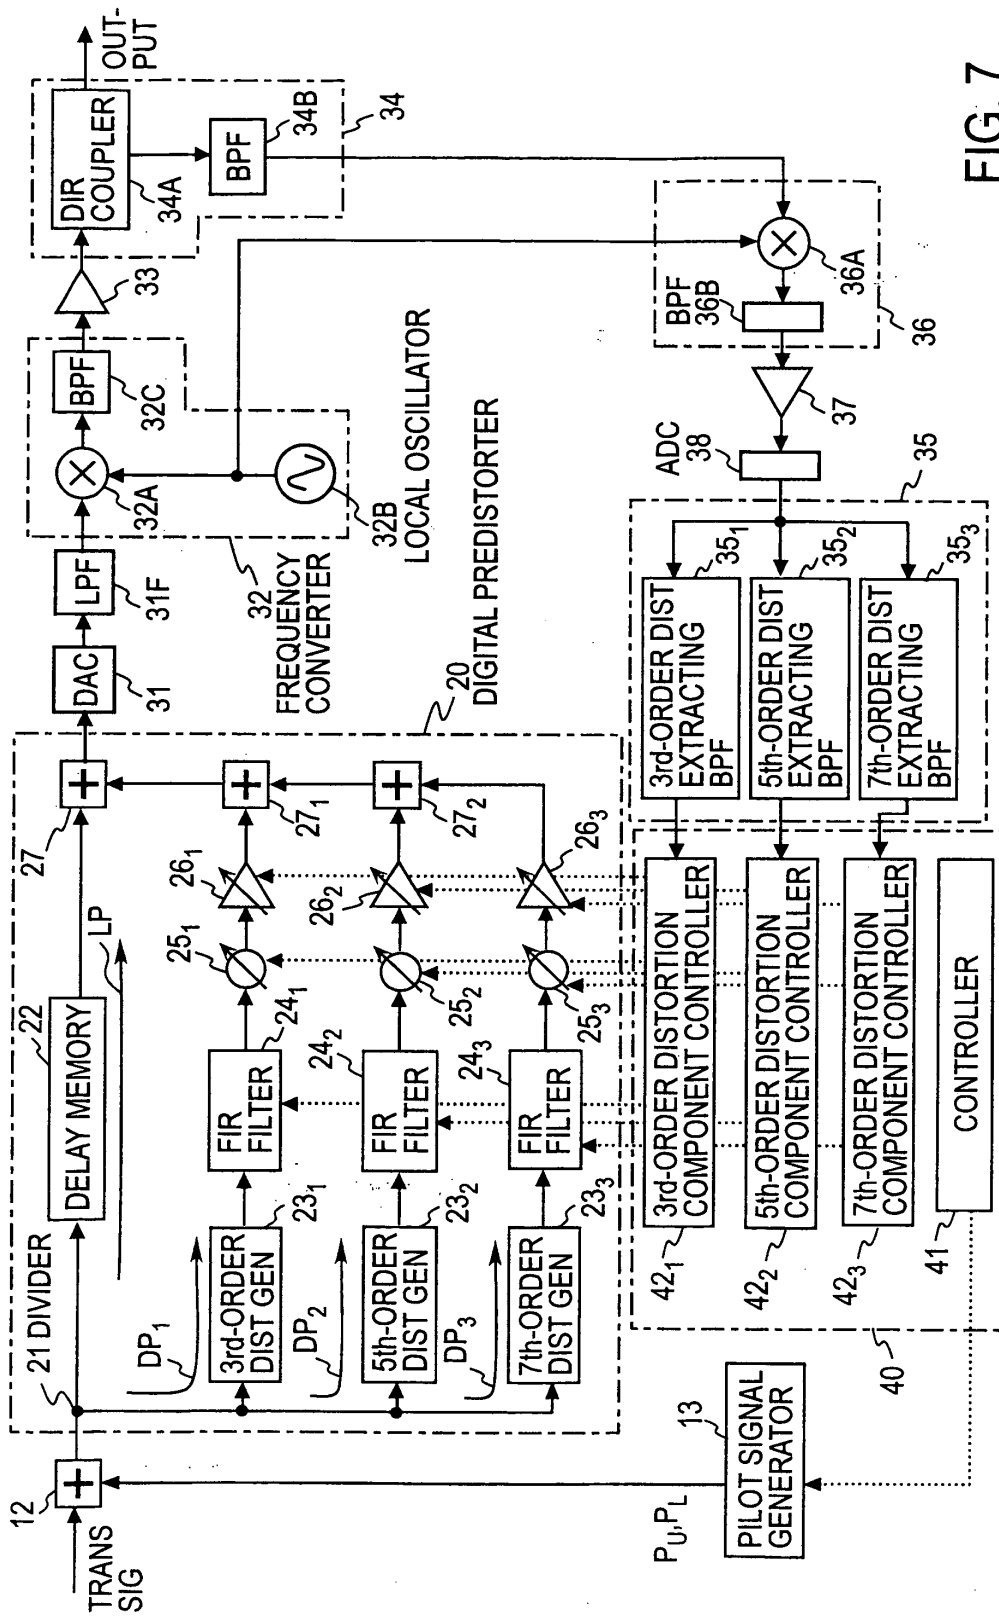 TRANS
SIG
12
21 DIVIDER
DELAY MEMORY
22
LP
27
DAC
31
LPF
31F
32A
BPF
32C
33
DIR
COUPLER
34A
BPF
34B
34
OUT-
PUT
32
FREQUENCY
CONVERTER
32B
LOCAL OSCILLATOR
20
DIGITAL PREDISTORTER
DP1
3rd-ORDER
DIST GEN
23₁
FIR
FILTER
24₁
25₁
26₁
27₁
DP₂
5th-ORDER
DIST GEN
23₂
FIR
FILTER
24₂
25₂
26₂
27₂
DP₃
7th-ORDER
DIST GEN
23₃
FIR
FILTER
24₃
25₃
26₃
36A
BPF
36B
36
37
ADC
38
35
3rd-ORDER DIST
EXTRACTING
BPF
35₁
5th-ORDER DIST
EXTRACTING
BPF
35₂
7th-ORDER DIST
EXTRACTING
BPF
35₃
3rd-ORDER DISTORTION
COMPONENT CONTROLLER
42₁
5th-ORDER DISTORTION
COMPONENT CONTROLLER
42₂
7th-ORDER DISTORTION
COMPONENT CONTROLLER
42₃
CONTROLLER
41
40
PILOT SIGNAL
GENERATOR
13
P_U,P_L
FIG. 7